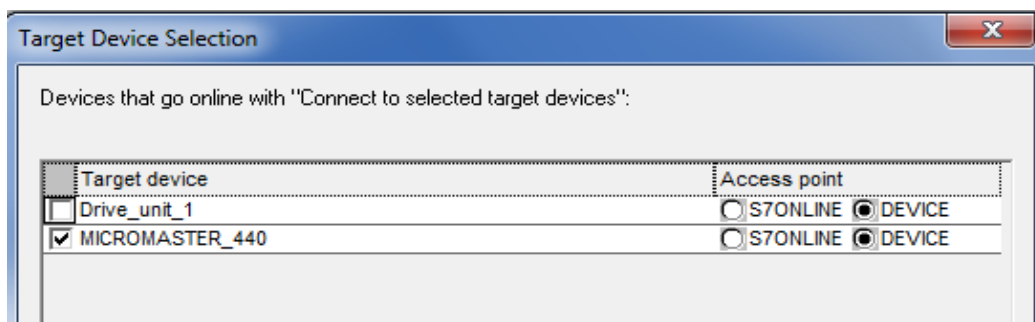 Target Device Selection
Devices that go online with "Connect to selected target devices":
Target device Access point
Drive_unit_1 S7ONLINE DEVICE
MICROMASTER_440 S7ONLINE DEVICE